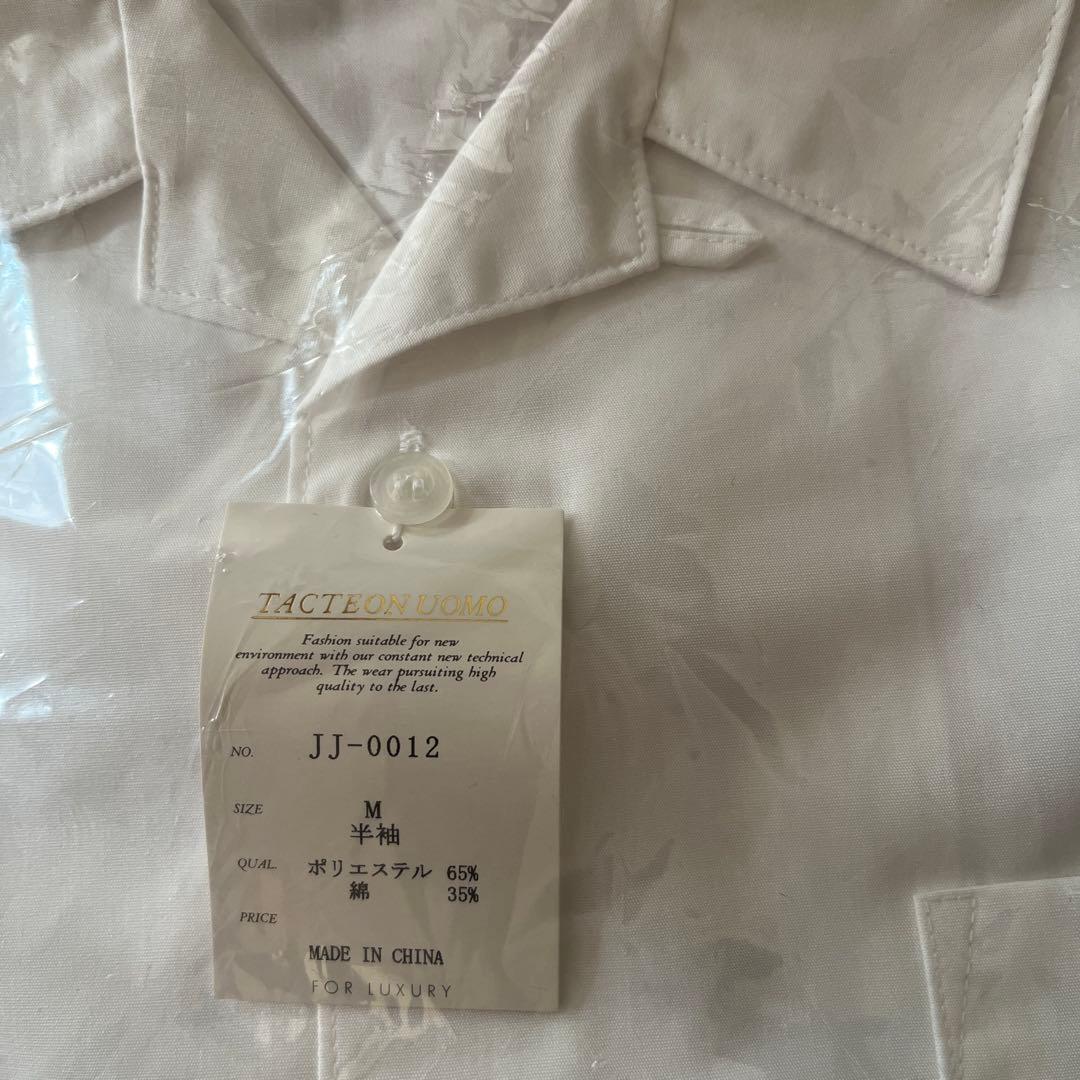 TACTEON UOMO
Fashion suitable for new
environment with our constant new technical
approach. The wear pursuiting high
quality to the last.
NO. JJ-0012
SIZE M
半袖
QUAL. ポリエステル 65%
綿 35%
PRICE
MADE IN CHINA
FOR LUXURY